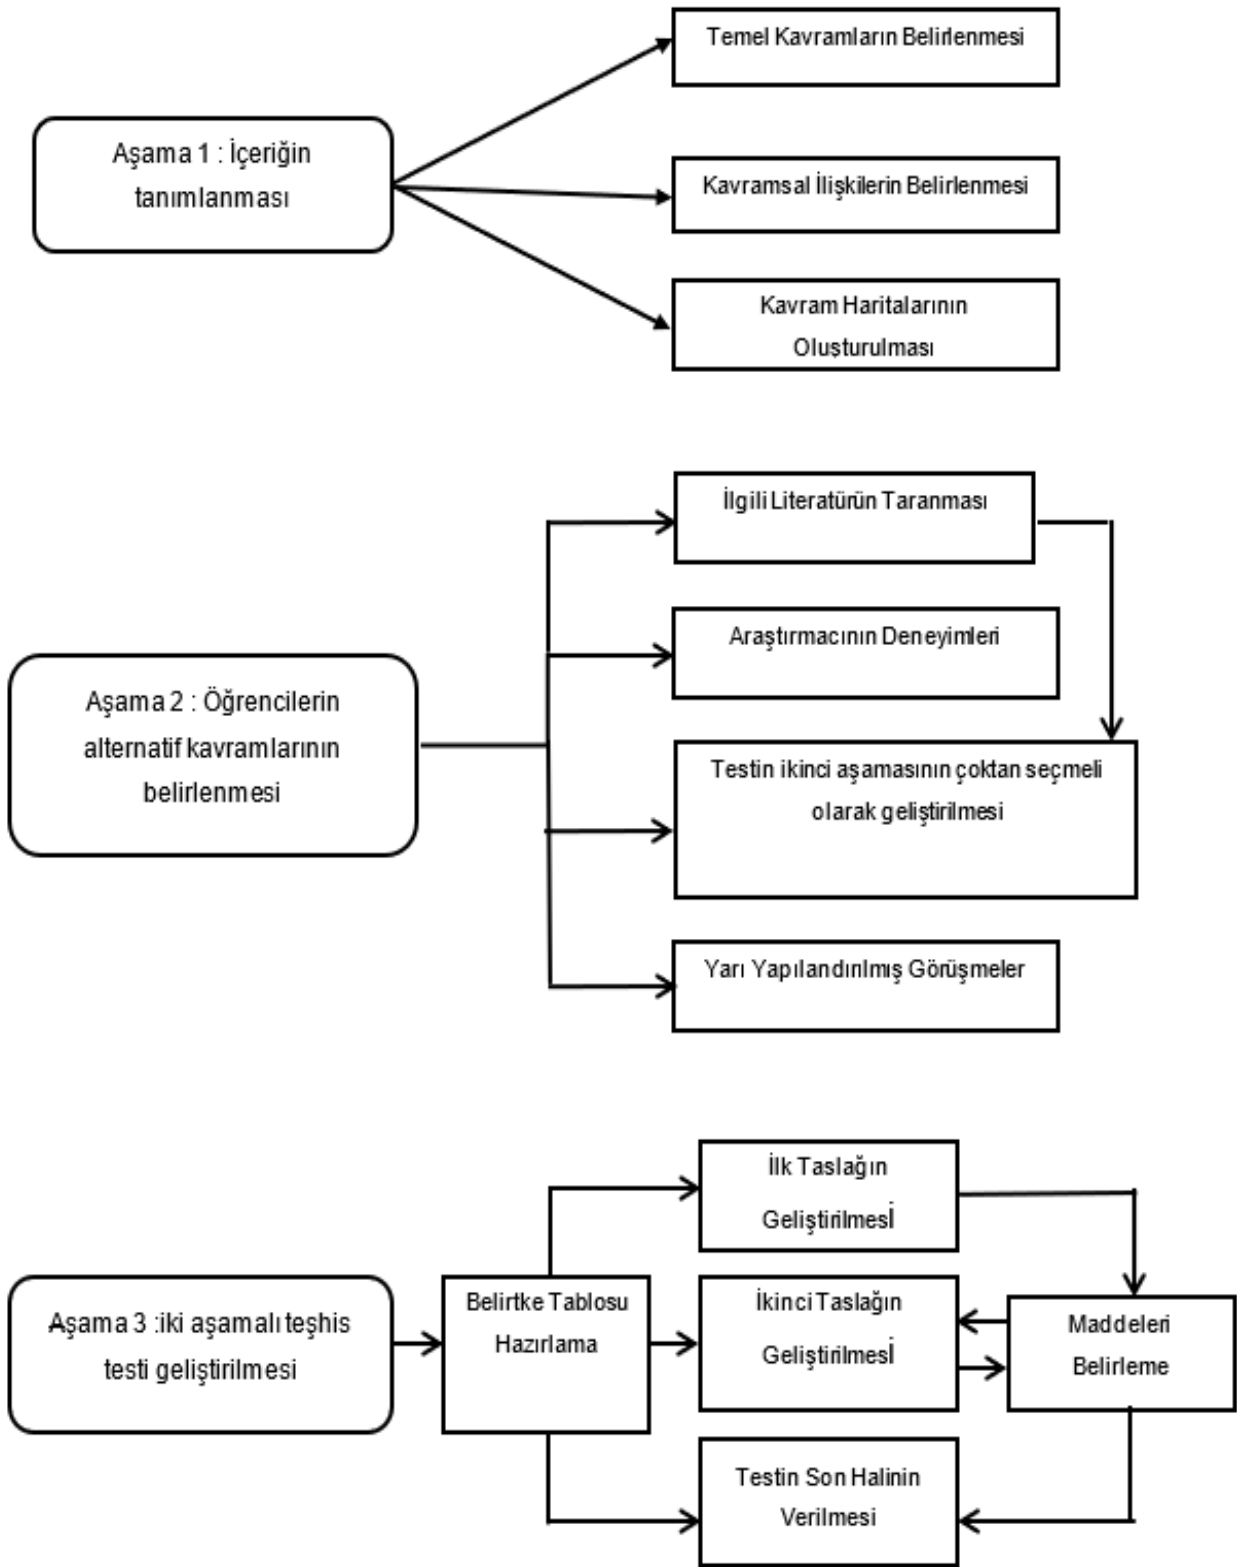 Temel Kavramların Belirlenmesi
Aşama 1 : İçeriğin
tanımlanması
Kavramsal İlişkilerin Belirlenmesi
Kavram Haritalarının
Oluşturulması
İlgili Literatürün Taranması
Araştırmacının Deneyimleri
Aşama 2 : Öğrencilerin
alternatif kavramlarının
belirlenmesi
Testin ikinci aşamasının çoktan seçmeli
olarak geliştirilmesi
Yarı Yapılandırılmış Görüşmeler
İlk Taslağın
Geliştirilmesİ
Aşama 3 :iki aşamalı teşhis
testi geliştirilmesi
Belirtke Tablosu
Hazırlama
İkinci Taslağın
Geliştirilmesİ
Maddeleri
Belirleme
Testin Son Halinin
Verilmesi